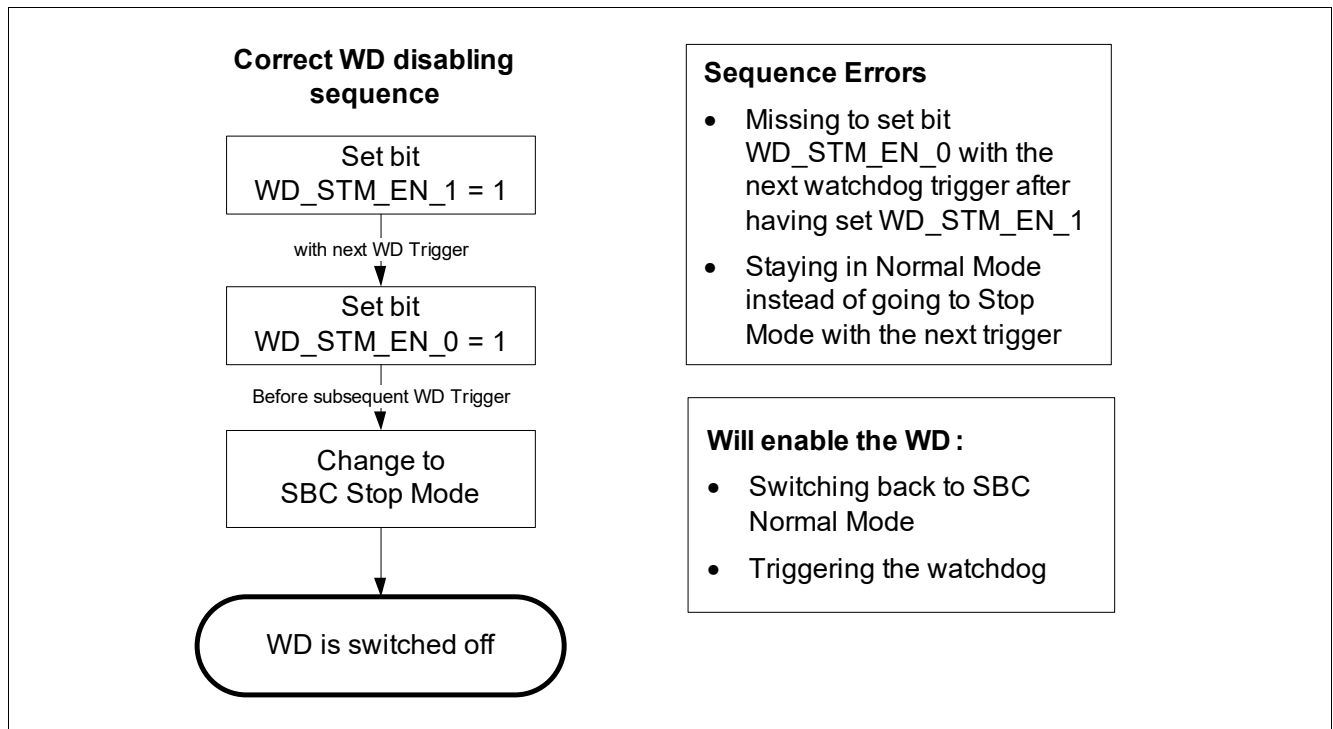 Correct WD disabling
sequence
Set bit
WD_STM_EN_1 = 1
with next WD Trigger
Set bit
WD_STM_EN_0 = 1
Before subsequent WD Trigger
Change to
SBC Stop Mode
WD is switched off
Sequence Errors
• Missing to set bit
WD_STM_EN_0 with the
next watchdog trigger after
having set WD_STM_EN_1
• Staying in Normal Mode
instead of going to Stop
Mode with the next trigger
Will enable the WD :
• Switching back to SBC
Normal Mode
• Triggering the watchdog